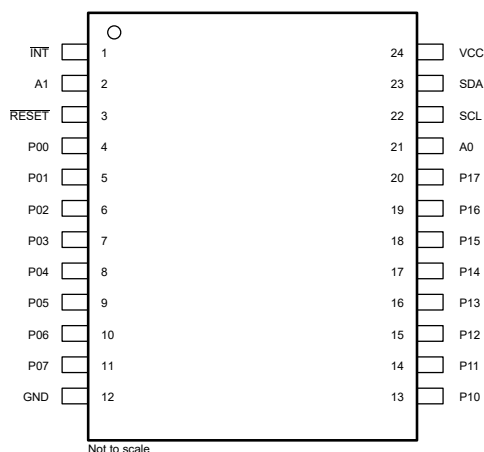 INT 1 24 VCC
A1 2 23 SDA
RESET 3 22 SCL
P00 4 21 A0
P01 5 20 P17
P02 6 19 P16
P03 7 18 P15
P04 8 17 P14
P05 9 16 P13
P06 10 15 P12
P07 11 14 P11
GND 12 13 P10
Not to scale